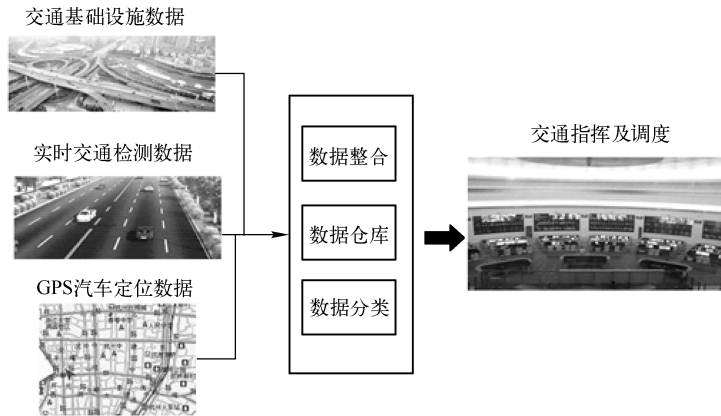 交通基础设施数据
实时交通检测数据
GPS汽车定位数据
数据整合
数据仓库
数据分类
交通指挥及调度